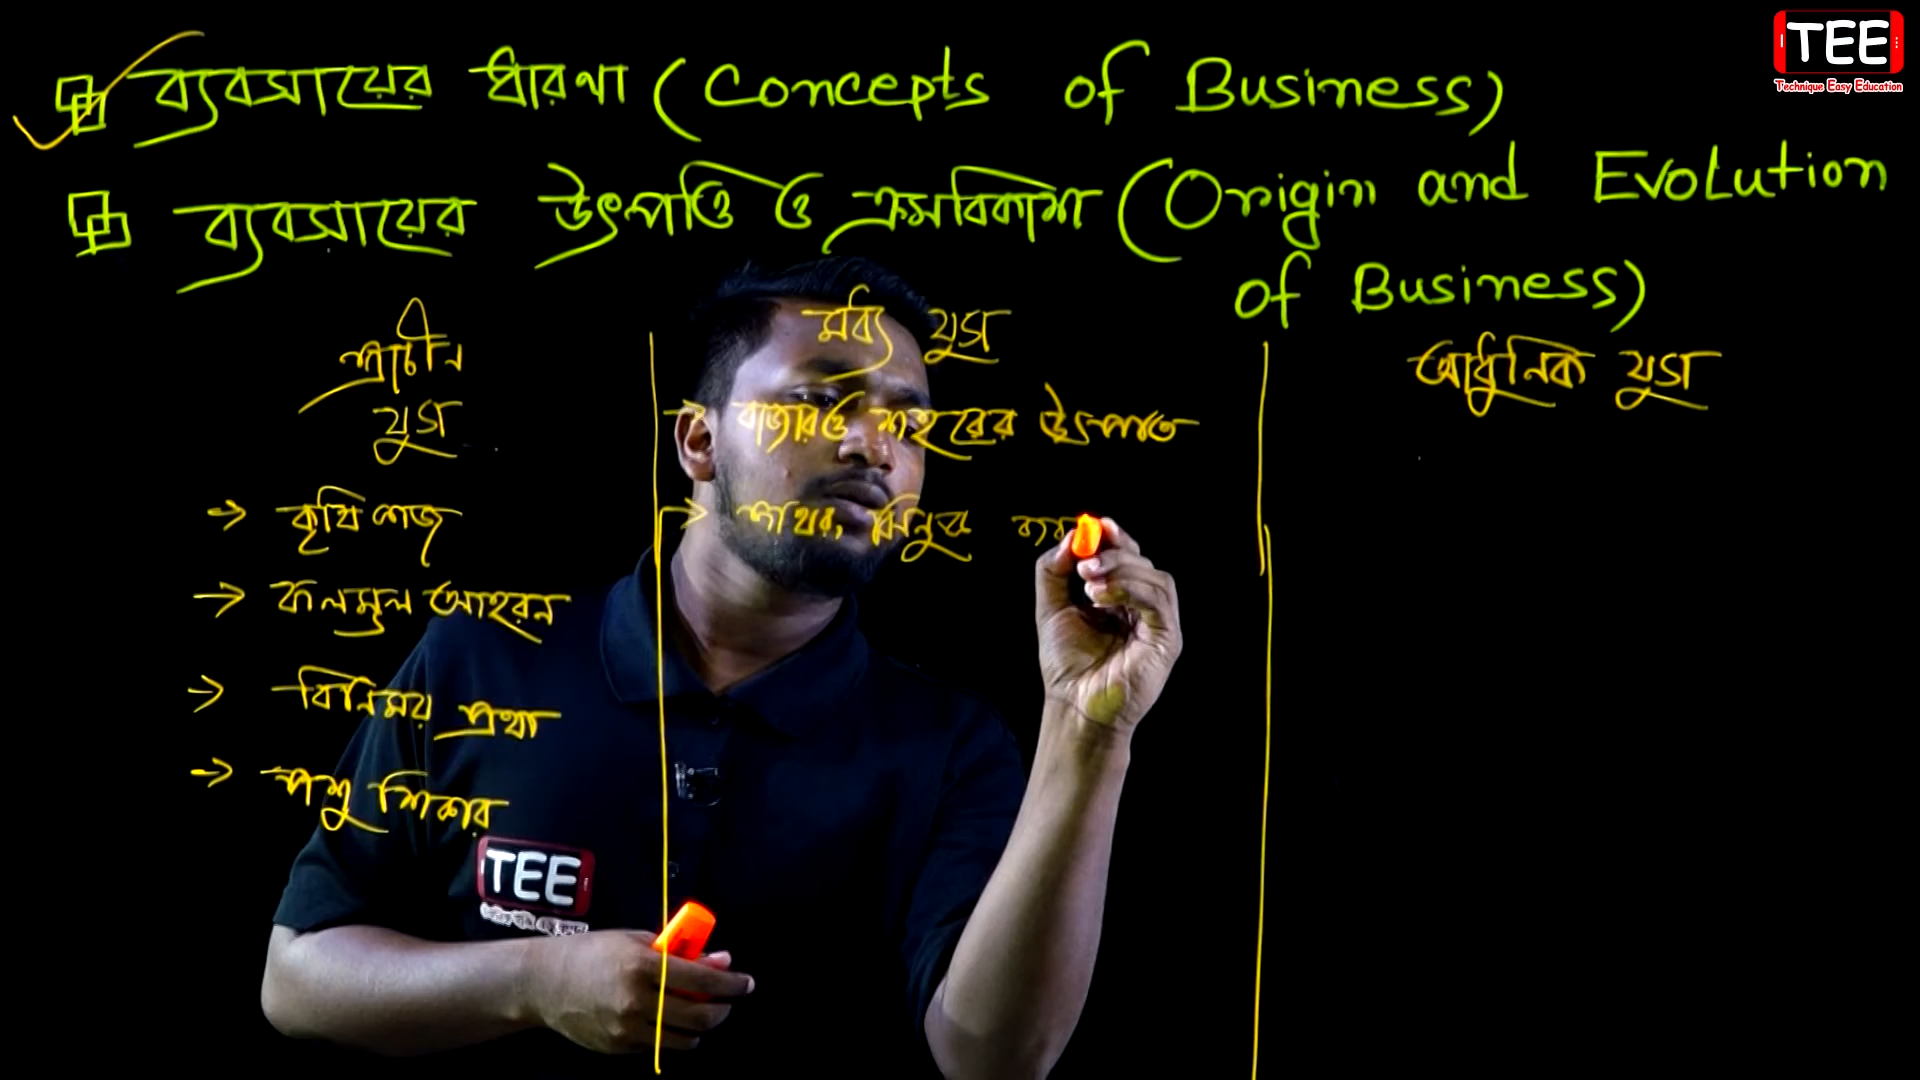 ব্যবসায়ের ধারণা (Concepts of Business)
ব্যবসায়ের উৎপত্তি ও ক্রমবিকাশ (Origin and Evolution
of Business)
প্রাচীন
যুগ
→ কৃষি কাজ
→ ফলমুল আহরন
→ বিনিময় প্রথা
→ পশু শিকার
মধ্য যুগ
→ বাজার ও শহরের উৎপত্তি
→ পাথর, ঝিনুক
আধুনিক যুগ
TEE
Technique Easy Education
TEE